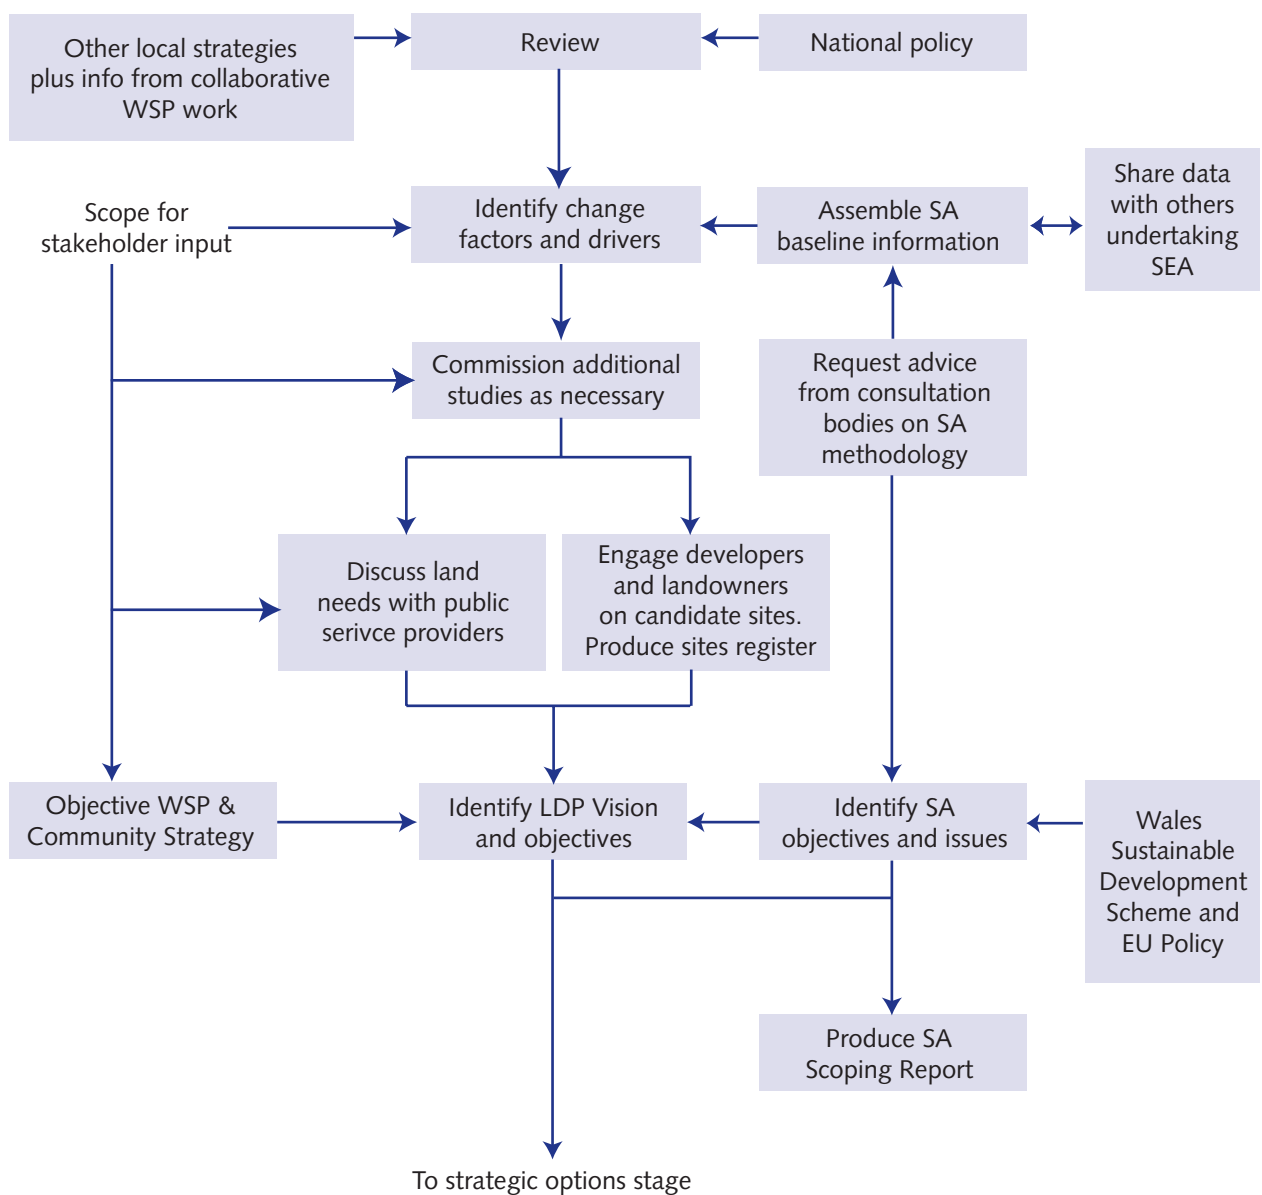 Other local strategies
plus info from collaborative
WSP work
Review
National policy
Scope for
stakeholder input
Identify change
factors and drivers
Assemble SA
baseline information
Share data
with others
undertaking
SEA
Commission additional
studies as necessary
Request advice
from consultation
bodies on SA
methodology
Discuss land
needs with public
serivce providers
Engage developers
and landowners
on candidate sites.
Produce sites register
Objective WSP &
Community Strategy
Identify LDP Vision
and objectives
Identify SA
objectives and issues
Wales
Sustainable
Development
Scheme and
EU Policy
Produce SA
Scoping Report
To strategic options stage